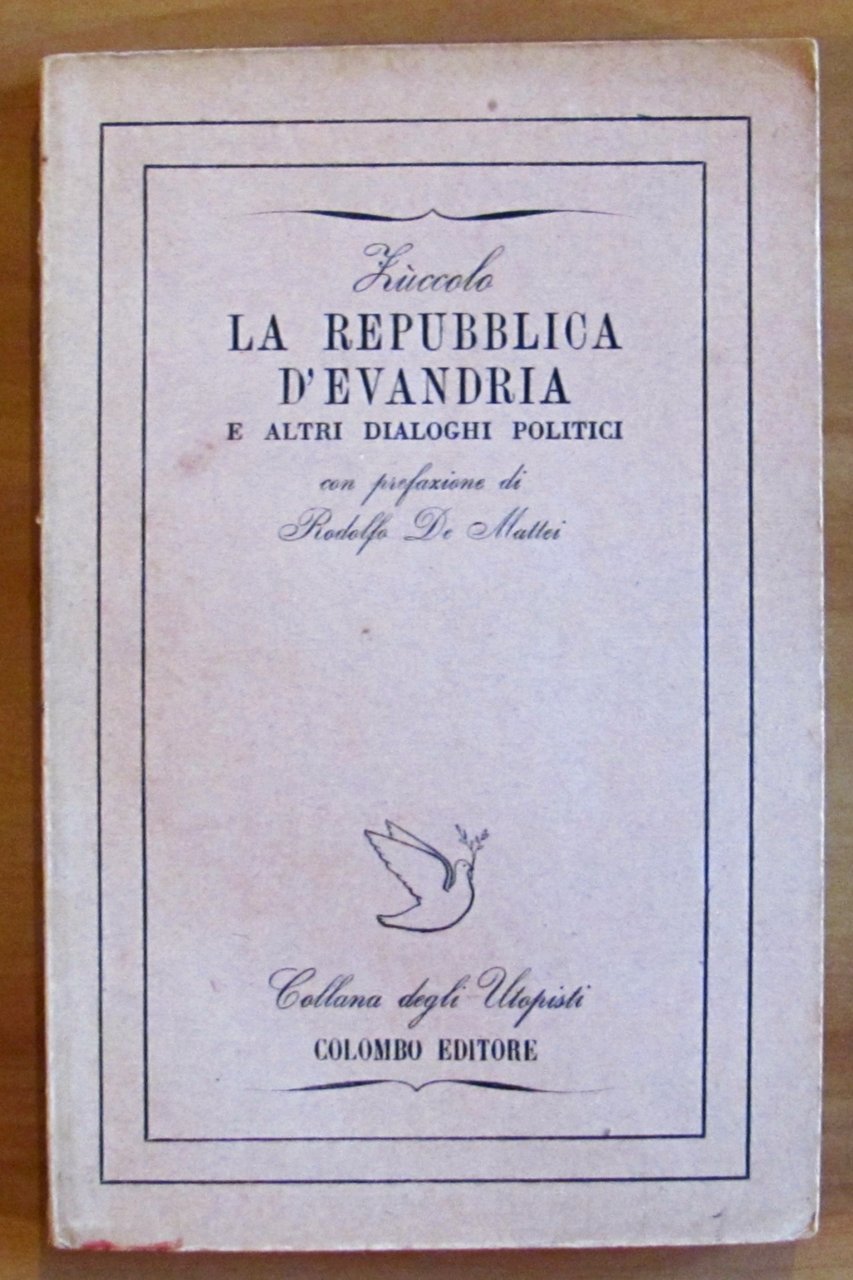 Zùccolo
LA REPUBBLICA
D'EVANDRIA
E ALTRI DIALOGHI POLITICI
con prefazione di
Rodolfo De Mattei
Collana degli Utopisti
COLOMBO EDITORE